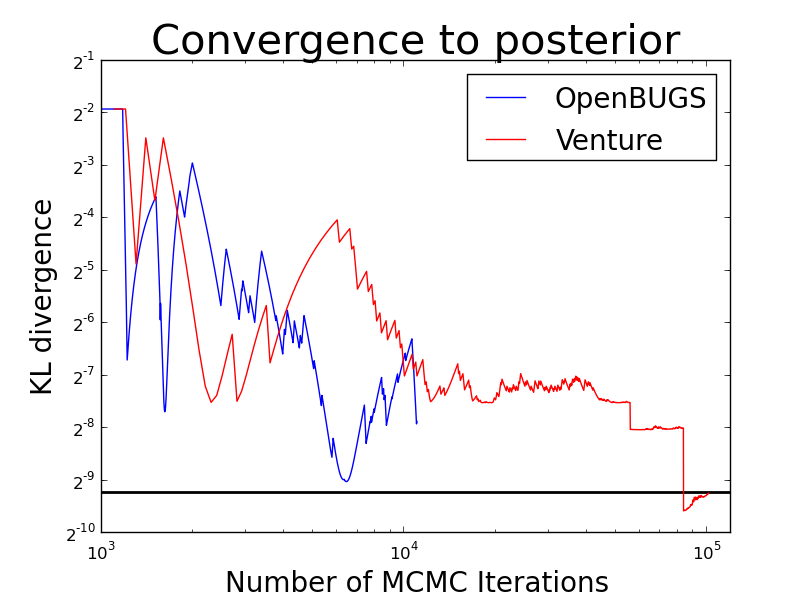 Convergence to posterior
2^-1
2^-2
2^-3
2^-4
2^-5
2^-6
2^-7
2^-8
2^-9
2^-10
KL divergence
OpenBUGS
Venture
10^3
10^4
10^5
Number of MCMC Iterations